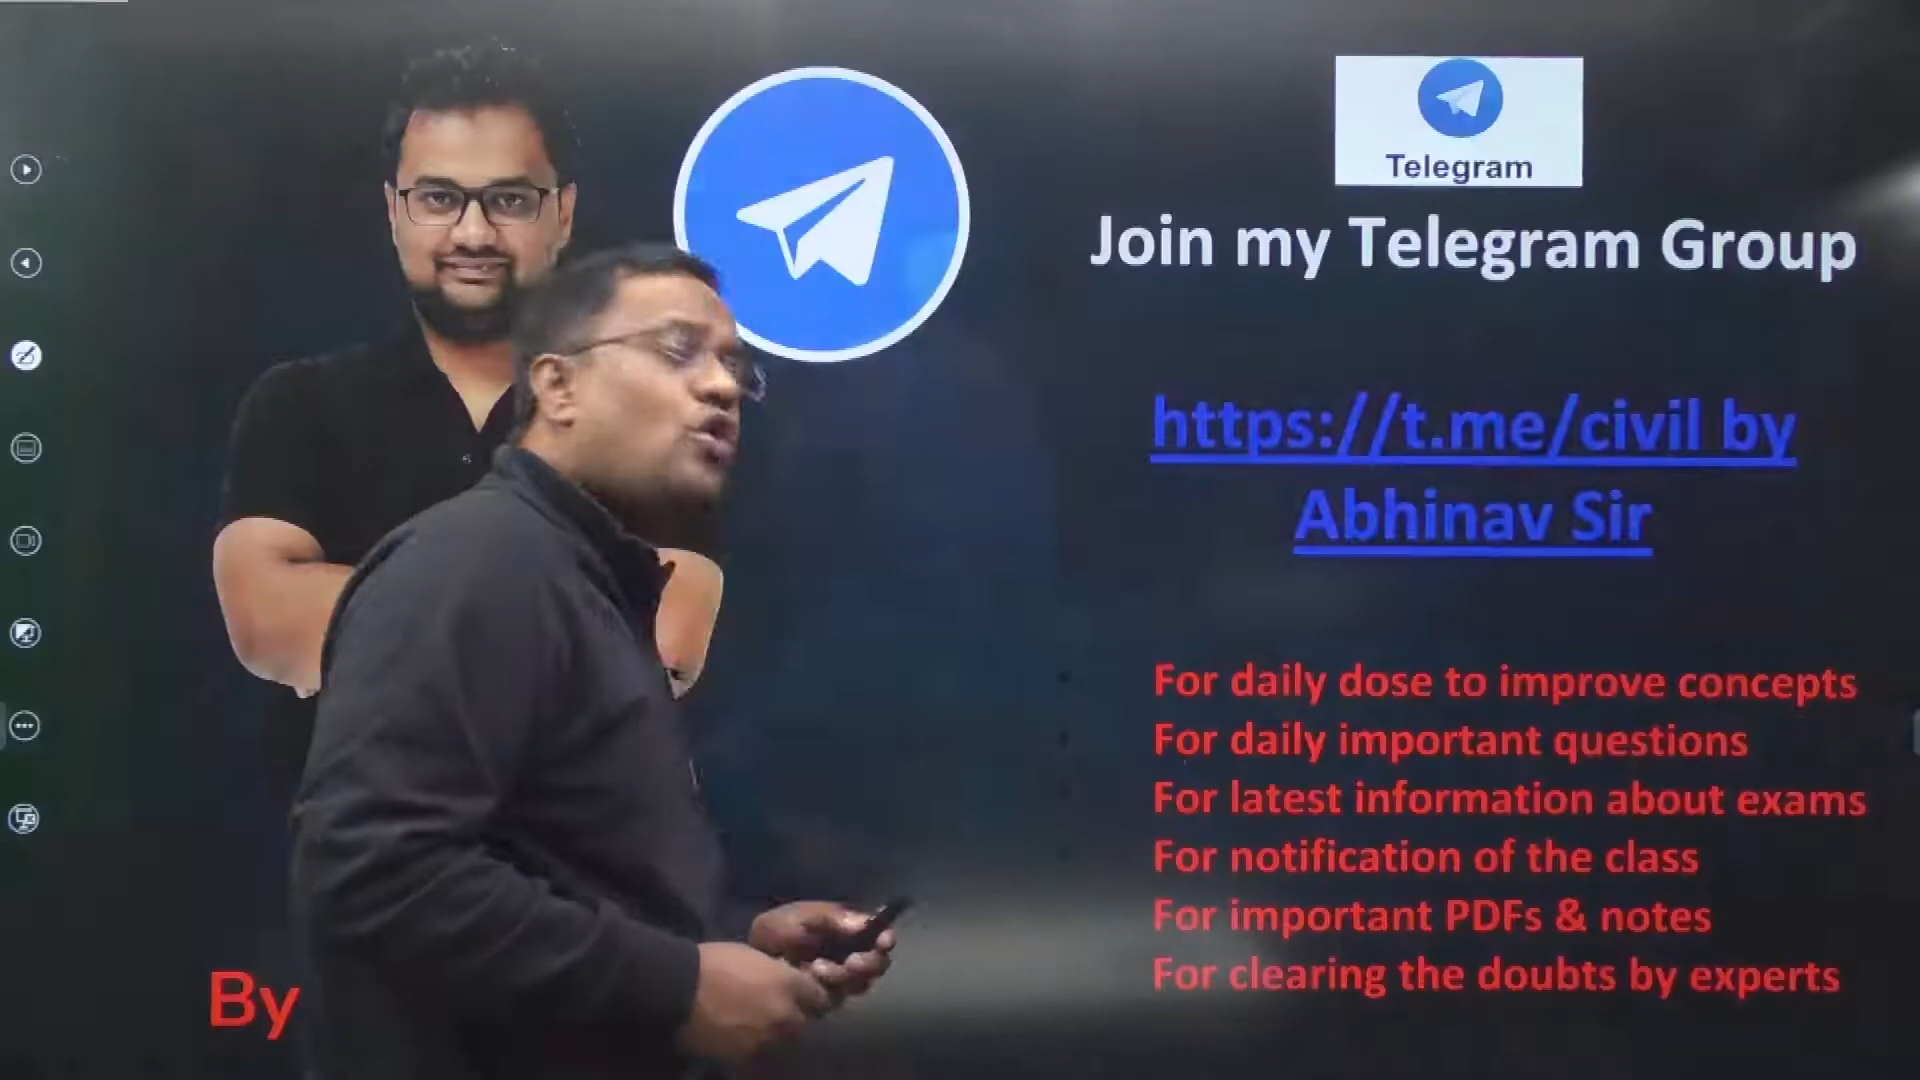 Telegram
Join my Telegram Group
https://t.me/civil by
Abhinav Sir
For daily dose to improve concepts
For daily important questions
For latest information about exams
For notification of the class
For important PDFs & notes
For clearing the doubts by experts
By